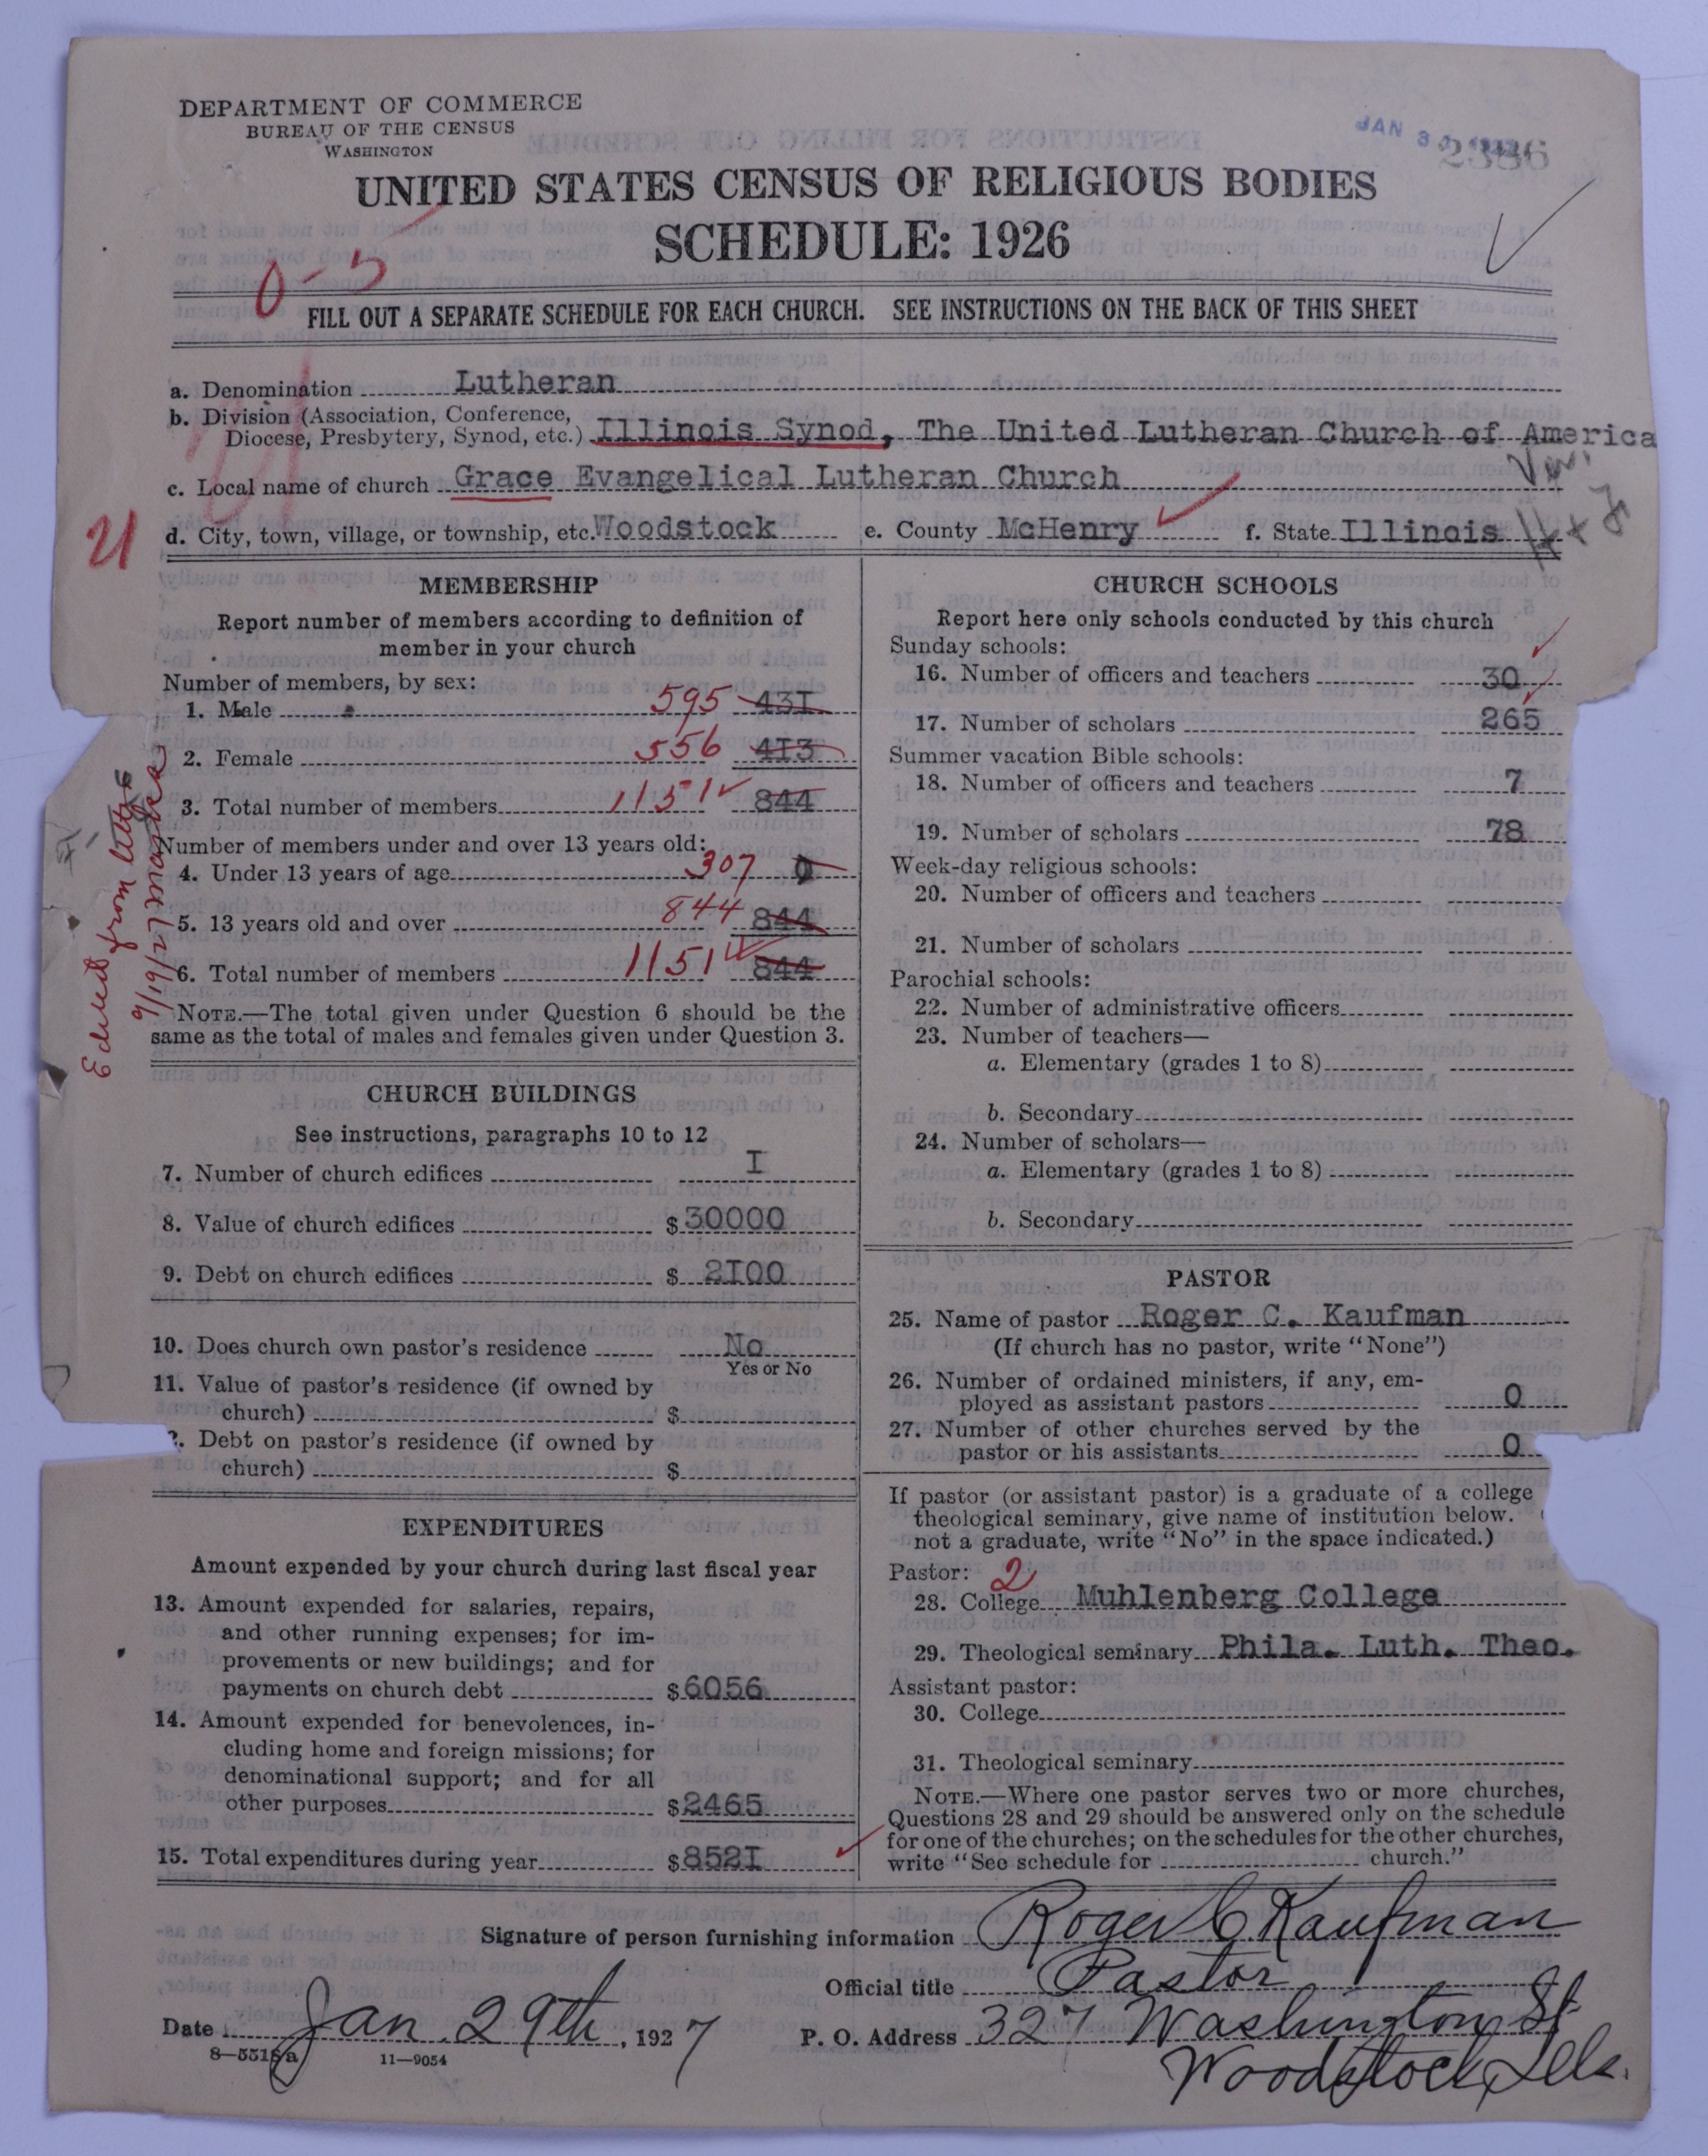 DEPARTMENT OF COMMERCE
BUREAU OF THE CENSUS
WASHINGTON
JAN 3
2386
UNITED STATES CENSUS OF RELIGIOUS BODIES
SCHEDULE: 1926
0-5
FILL OUT A SEPARATE SCHEDULE FOR EACH CHURCH. SEE INSTRUCTIONS ON THE BACK OF THIS SHEET
a. Denomination Lutheran
b. Division (Association, Conference,
Diocese, Presbytery, Synod, etc.) Illinois Synod, The United Lutheran Church of America
c. Local name of church Grace Evangelical Lutheran Church
21 d. City, town, village, or township, etc. Woodstock e. County McHenry f. State Illinois
MEMBERSHIP
Report number of members according to definition of
member in your church
Number of members, by sex:
1. Male 595 43I
2. Female 556 4I3
3. Total number of members 1151 844
Number of members under and over 13 years old:
4. Under 13 years of age 307 0
5. 13 years old and over 844 844
6. Total number of members 1151 844
NOTE.—The total given under Question 6 should be the
same as the total of males and females given under Question 3.
Edited from letter
9/19/27
CHURCH BUILDINGS
See instructions, paragraphs 10 to 12
7. Number of church edifices I
8. Value of church edifices $30000
9. Debt on church edifices $2I00
10. Does church own pastor's residence No
Yes or No
11. Value of pastor's residence (if owned by
church) $
. Debt on pastor's residence (if owned by
church) $
EXPENDITURES
Amount expended by your church during last fiscal year
13. Amount expended for salaries, repairs,
and other running expenses; for im-
provements or new buildings; and for
payments on church debt $6056
14. Amount expended for benevolences, in-
cluding home and foreign missions; for
denominational support; and for all
other purposes $2465
15. Total expenditures during year $852I
CHURCH SCHOOLS
Report here only schools conducted by this church
Sunday schools:
16. Number of officers and teachers 30
17. Number of scholars 265
Summer vacation Bible schools:
18. Number of officers and teachers 7
19. Number of scholars 78
Week-day religious schools:
20. Number of officers and teachers
21. Number of scholars
Parochial schools:
22. Number of administrative officers
23. Number of teachers—
a. Elementary (grades 1 to 8)
b. Secondary
24. Number of scholars—
a. Elementary (grades 1 to 8)
b. Secondary
PASTOR
25. Name of pastor Roger C. Kaufman
(If church has no pastor, write "None")
26. Number of ordained ministers, if any, em-
ployed as assistant pastors 0
27. Number of other churches served by the
pastor or his assistants 0
If pastor (or assistant pastor) is a graduate of a college
theological seminary, give name of institution below.
not a graduate, write "No" in the space indicated.)
Pastor: 2
28. College Muhlenberg College
29. Theological seminary Phila. Luth. Theo.
Assistant pastor:
30. College
31. Theological seminary
NOTE.—Where one pastor serves two or more churches,
Questions 28 and 29 should be answered only on the schedule
for one of the churches; on the schedules for the other churches,
write "See schedule for church."
Signature of person furnishing information Roger C Kaufman
Official title Pastor
Date Jan. 29th, 1927 P. O. Address 327 Washington St
Woodstock, Ills.
8—5518a 11—9054